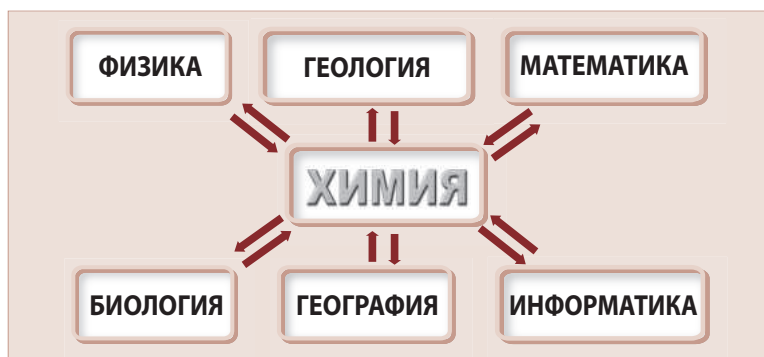 ФИЗИКА
ГЕОЛОГИЯ
МАТЕМАТИКА
ХИМИЯ
БИОЛОГИЯ
ГЕОГРАФИЯ
ИНФОРМАТИКА